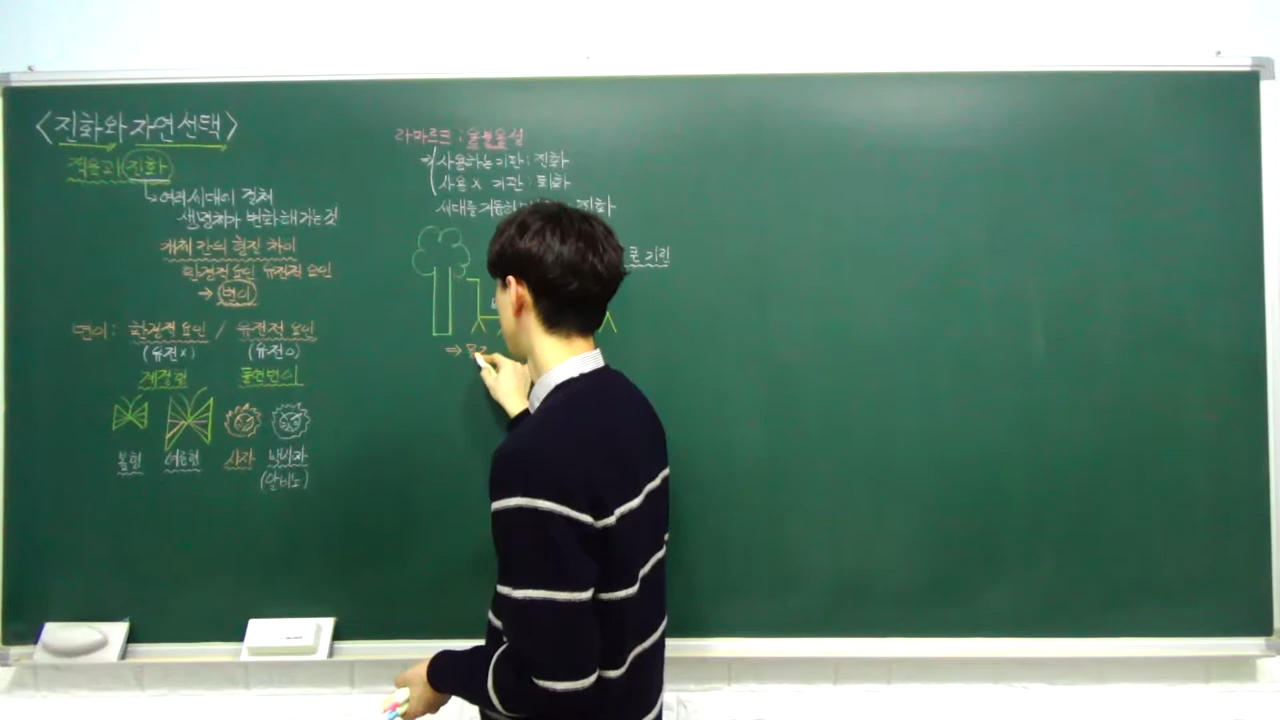 <진화와 자연선택>
적응과 진화
→여러 세대에 걸쳐
생명체가 변화해가는 것
개체 간의 형질 차이
환경적 요인 유전적 요인
→ 변이
변이: 환경적 요인 / 유전적 요인
(유전x) (유전o)
계절형 돌연변이
봄형 여름형 사자 백사자
(알비노)
라마르크: 용불용설
사용하는 기관: 진화
사용 x 기관: 퇴화
세대를 거듭하 진화
큰 기린
⇒